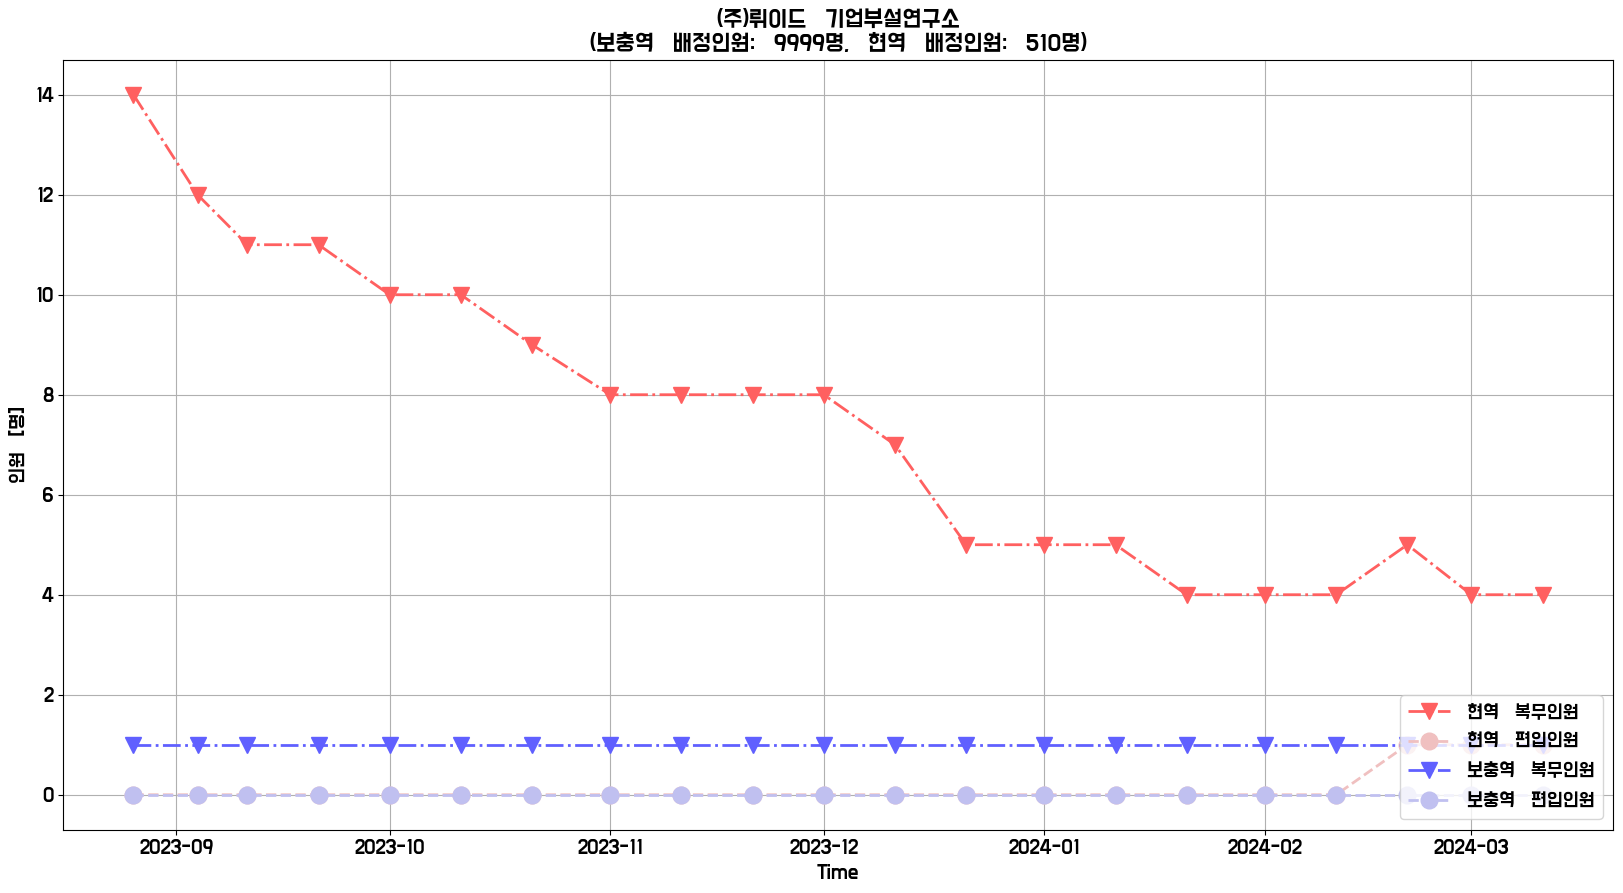 (주)뤼이드 기업부설연구소
(보충역 배정인원: 9999명, 현역 배정인원: 510명)
14
12
10
8
6
4
2
0
인원 [명]
현역 복무인원
현역 편입인원
보충역 복무인원
보충역 편입인원
2023-09 2023-10 2023-11 2023-12 2024-01 2024-02 2024-03
Time